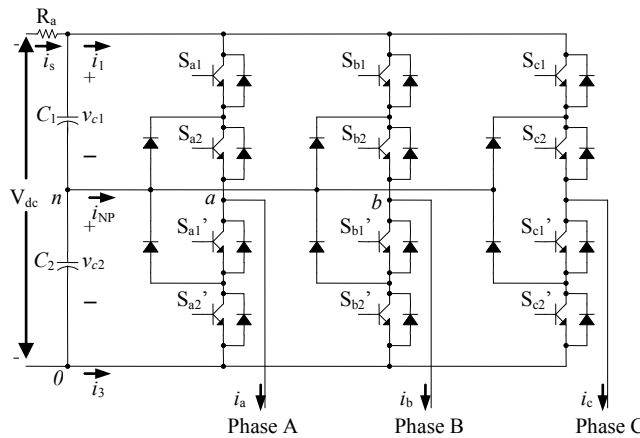 Ra
is
i1
+
C1
vc1
–
Sa1
Sa2
Sb1
Sb2
Sc1
Sc2
Vdc
n
iNP
a
b
+
C2
vc2
–
Sa1'
Sa2'
Sb1'
Sb2'
Sc1'
Sc2'
0
i3
ia
ib
ic
Phase A
Phase B
Phase C